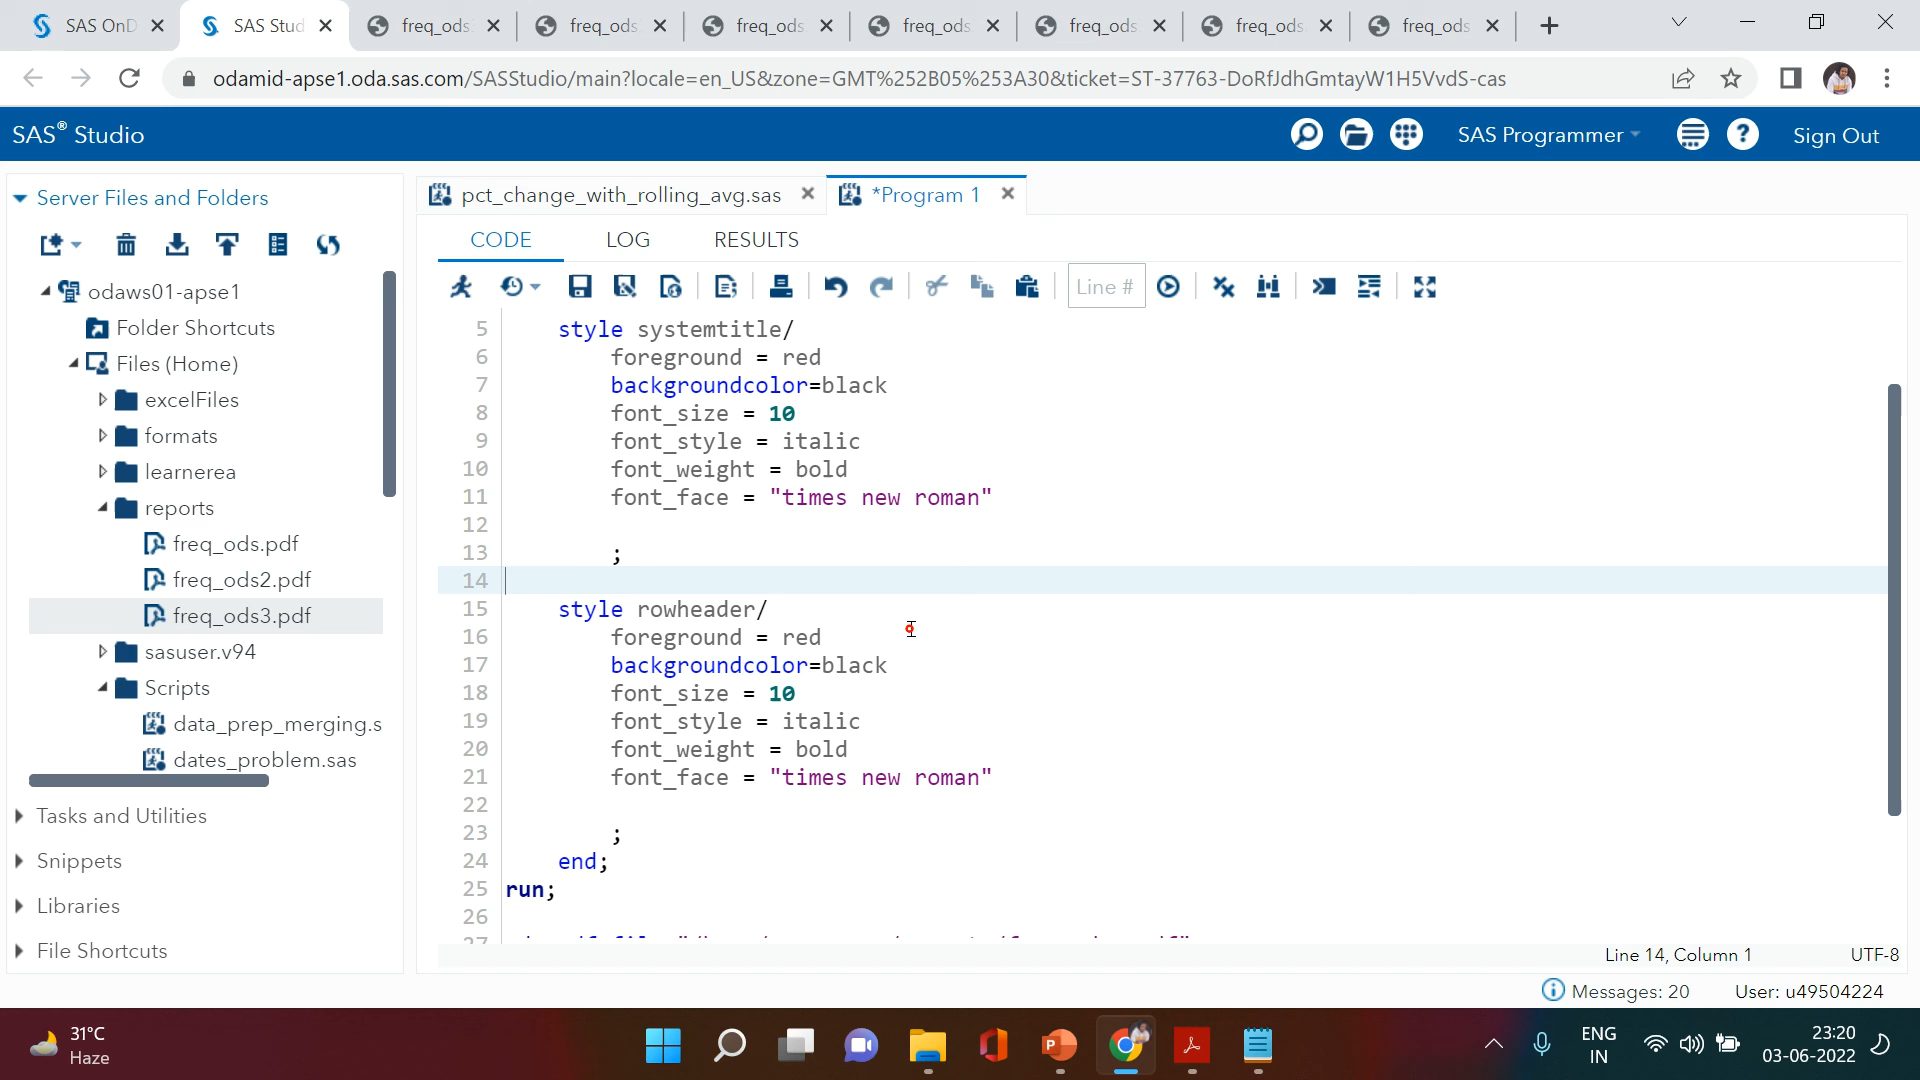 SAS OnD
SAS Stud
freq_ods
freq_ods
freq_ods
freq_ods
freq_ods
freq_ods
freq_ods
odamid-apse1.oda.sas.com/SASStudio/main?locale=en_US&zone=GMT%252B05%253A30&ticket=ST-37763-DoRfJdhGmtayW1H5VvdS-cas
SAS® Studio
SAS Programmer
Sign Out
Server Files and Folders
odaws01-apse1
Folder Shortcuts
Files (Home)
excelFiles
formats
learnerea
reports
freq_ods.pdf
freq_ods2.pdf
freq_ods3.pdf
sasuser.v94
Scripts
data_prep_merging.s
dates_problem.sas
Tasks and Utilities
Snippets
Libraries
File Shortcuts
pct_change_with_rolling_avg.sas
*Program 1
CODE LOG RESULTS
Line #
5 style systemtitle/
6 foreground = red
7 backgroundcolor=black
8 font_size = 10
9 font_style = italic
10 font_weight = bold
11 font_face = "times new roman"
12
13 ;
14
15 style rowheader/
16 foreground = red
17 backgroundcolor=black
18 font_size = 10
19 font_style = italic
20 font_weight = bold
21 font_face = "times new roman"
22
23 ;
24 end;
25 run;
26
27
Line 14, Column 1
UTF-8
Messages: 20
User: u49504224
31°C
Haze
ENG
IN
23:20
03-06-2022